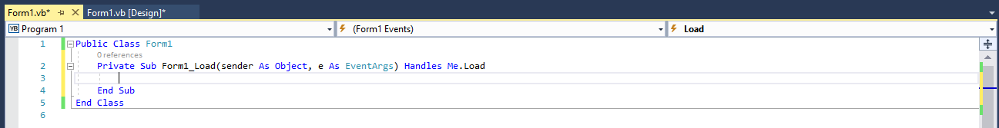 Form1.vb* Form1.vb [Design]*
VB Program 1 (Form1 Events) Load
1 Public Class Form1
0 references
2 Private Sub Form1_Load(sender As Object, e As EventArgs) Handles Me.Load
3
4 End Sub
5 End Class
6